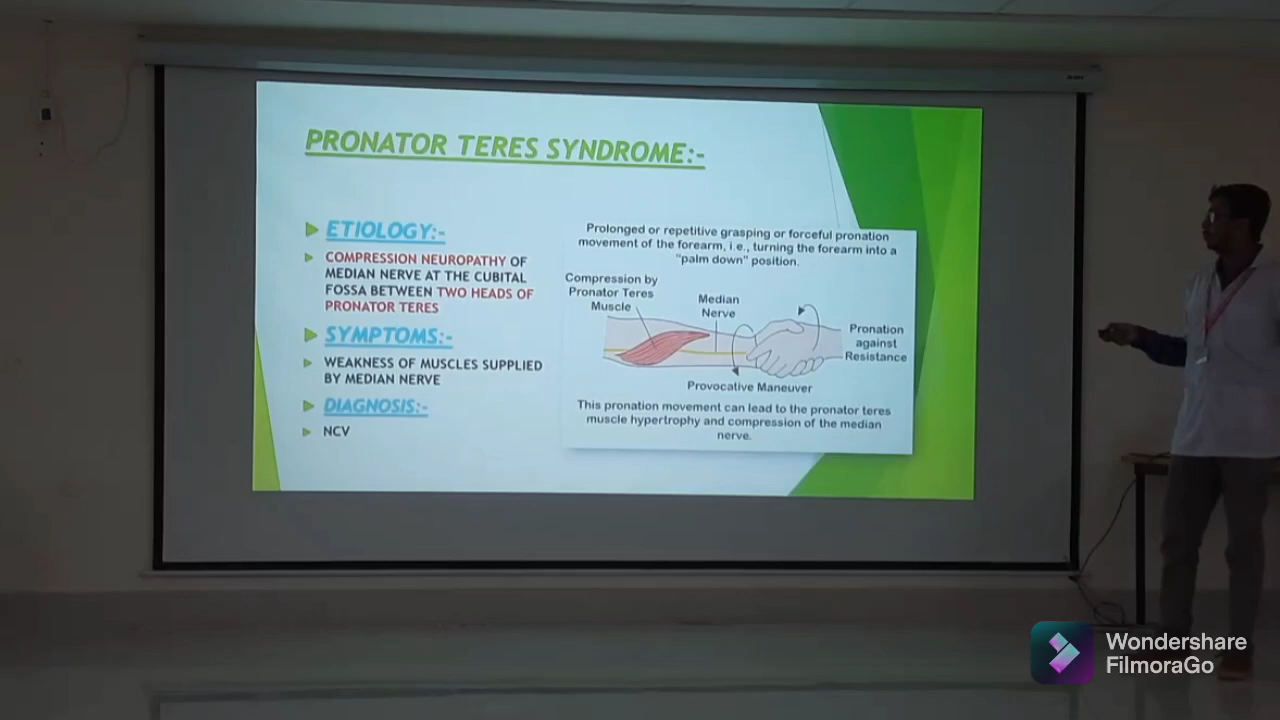 PRONATOR TERES SYNDROME:-
ETIOLOGY:-
COMPRESSION NEUROPATHY OF
MEDIAN NERVE AT THE CUBITAL
FOSSA BETWEEN TWO HEADS OF
PRONATOR TERES
SYMPTOMS:-
WEAKNESS OF MUSCLES SUPPLIED
BY MEDIAN NERVE
DIAGNOSIS:-
NCV
Prolonged or repetitive grasping or forceful pronation
movement of the forearm, i.e., turning the forearm into a
"palm down" position.
Compression by
Pronator Teres
Muscle
Median
Nerve
Pronation
against
Resistance
Provocative Maneuver
This pronation movement can lead to the pronator teres
muscle hypertrophy and compression of the median
nerve.
Wondershare
FilmoraGo